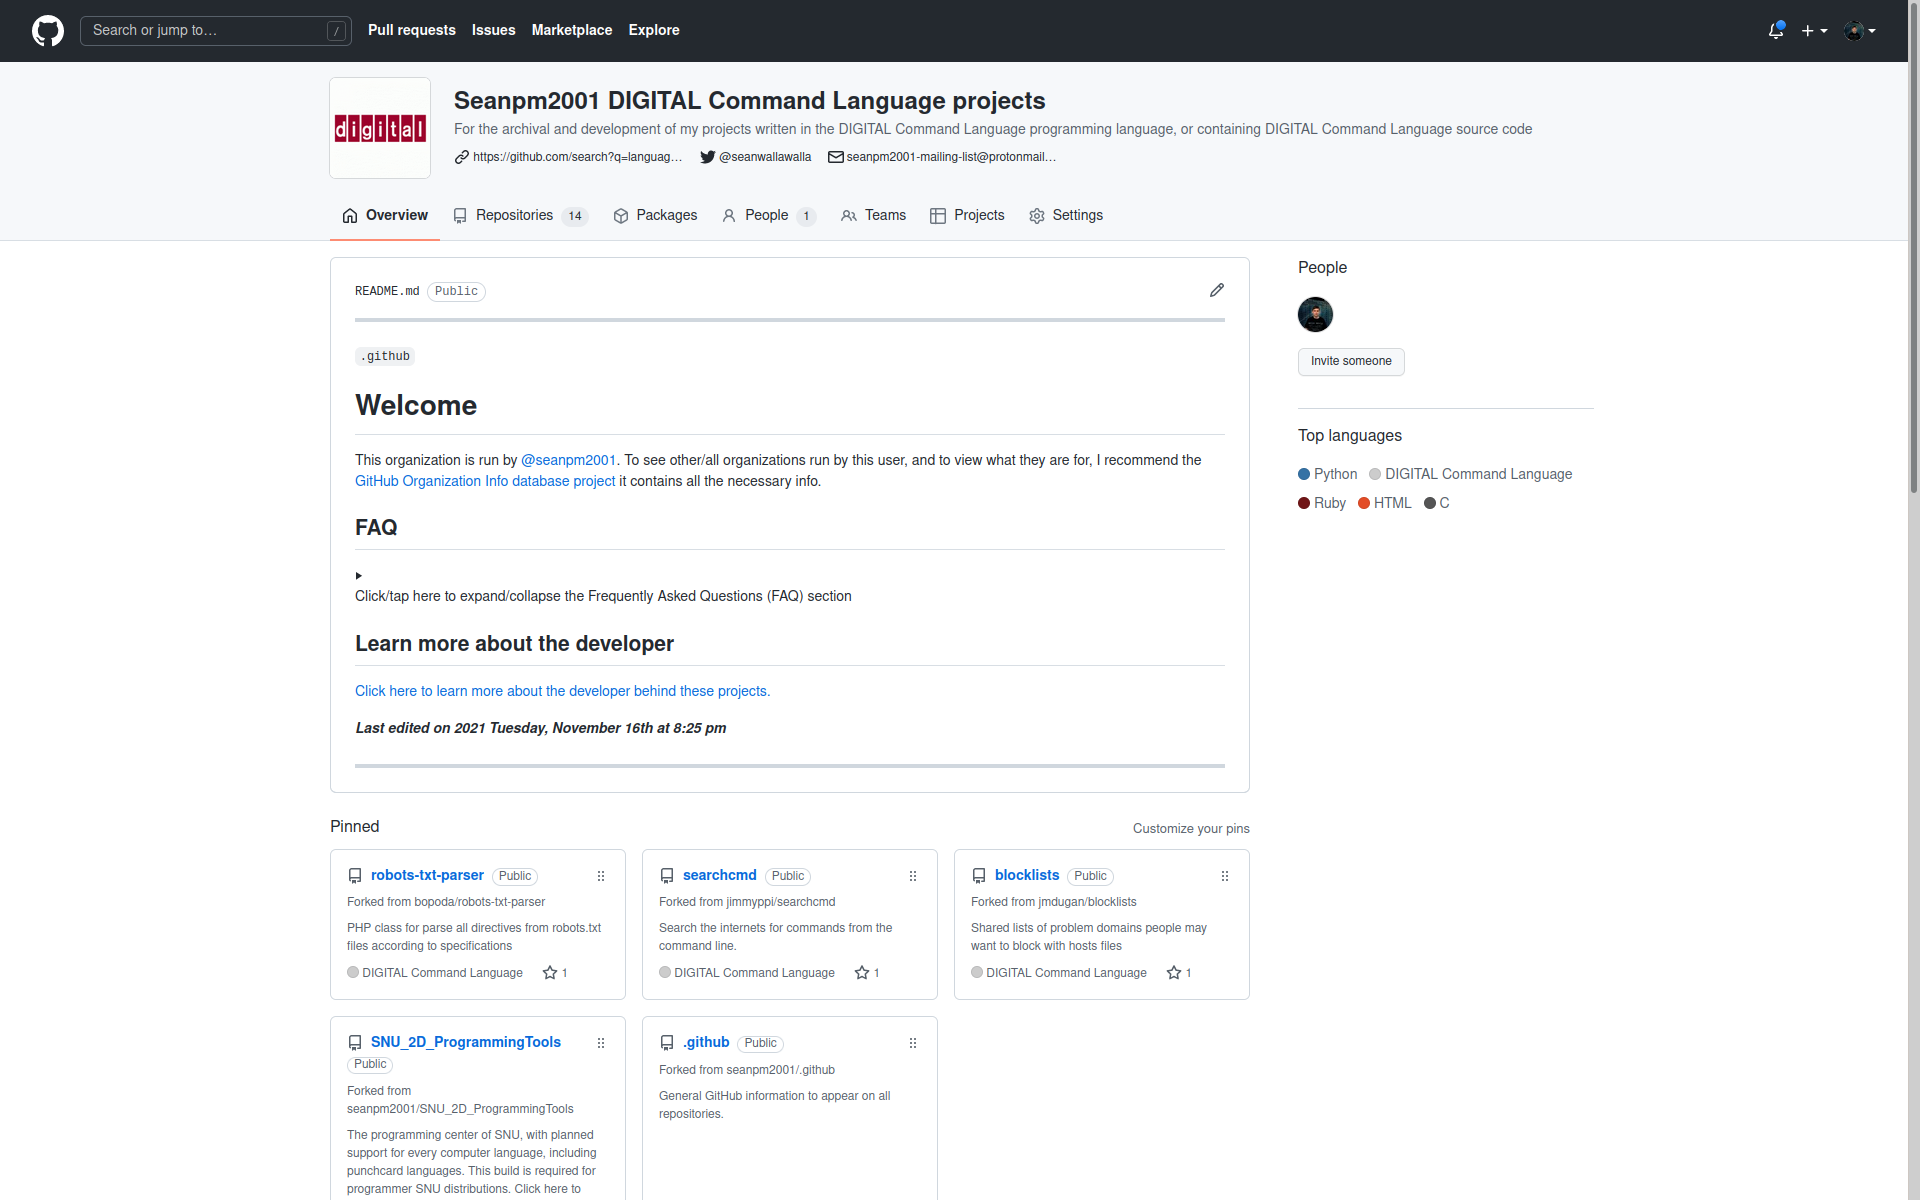 Search or jump to…
/
Pull requests
Issues
Marketplace
Explore
digital
Seanpm2001 DIGITAL Command Language projects
For the archival and development of my projects written in the DIGITAL Command Language programming language, or containing DIGITAL Command Language source code
https://github.com/search?q=languag…
@seanwallawalla
seanpm2001-mailing-list@protonmail…
Overview
Repositories 14
Packages
People 1
Teams
Projects
Settings
README.md Public
.github
Welcome
This organization is run by @seanpm2001. To see other/all organizations run by this user, and to view what they are for, I recommend the
GitHub Organization Info database project it contains all the necessary info.
FAQ
Click/tap here to expand/collapse the Frequently Asked Questions (FAQ) section
Learn more about the developer
Click here to learn more about the developer behind these projects.
Last edited on 2021 Tuesday, November 16th at 8:25 pm
People
Invite someone
Top languages
Python DIGITAL Command Language
Ruby HTML C
Pinned
Customize your pins
robots-txt-parser Public
Forked from bopoda/robots-txt-parser
PHP class for parse all directives from robots.txt
files according to specifications
DIGITAL Command Language 1
searchcmd Public
Forked from jimmyppi/searchcmd
Search the internets for commands from the
command line.
DIGITAL Command Language 1
blocklists Public
Forked from jmdugan/blocklists
Shared lists of problem domains people may
want to block with hosts files
DIGITAL Command Language 1
SNU_2D_ProgrammingTools
Public
Forked from
seanpm2001/SNU_2D_ProgrammingTools
The programming center of SNU, with planned
support for every computer language, including
punchcard languages. This build is required for
programmer SNU distributions. Click here to
.github Public
Forked from seanpm2001/.github
General GitHub information to appear on all
repositories.